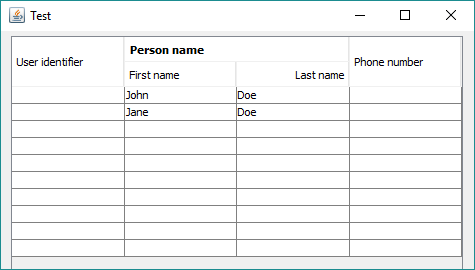 Test
User identifier
Person name
First name
Last name
Phone number
John
Doe
Jane
Doe